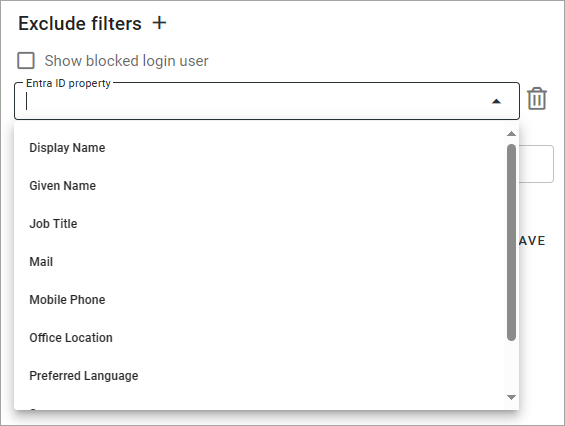 Exclude filters +
Show blocked login user
Entra ID property
Display Name
Given Name
Job Title
Mail
AVE
Mobile Phone
Office Location
Preferred Language